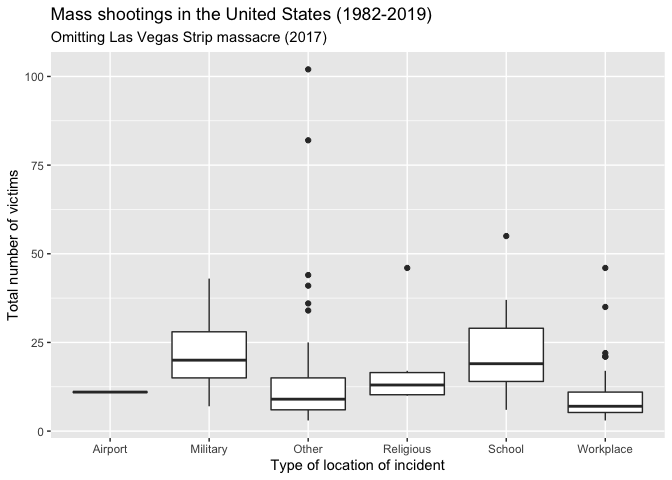 Mass shootings in the United States (1982-2019)
Omitting Las Vegas Strip massacre (2017)
Total number of victims
100
75
50
25
0
Airport Military Other Religious School Workplace
Type of location of incident